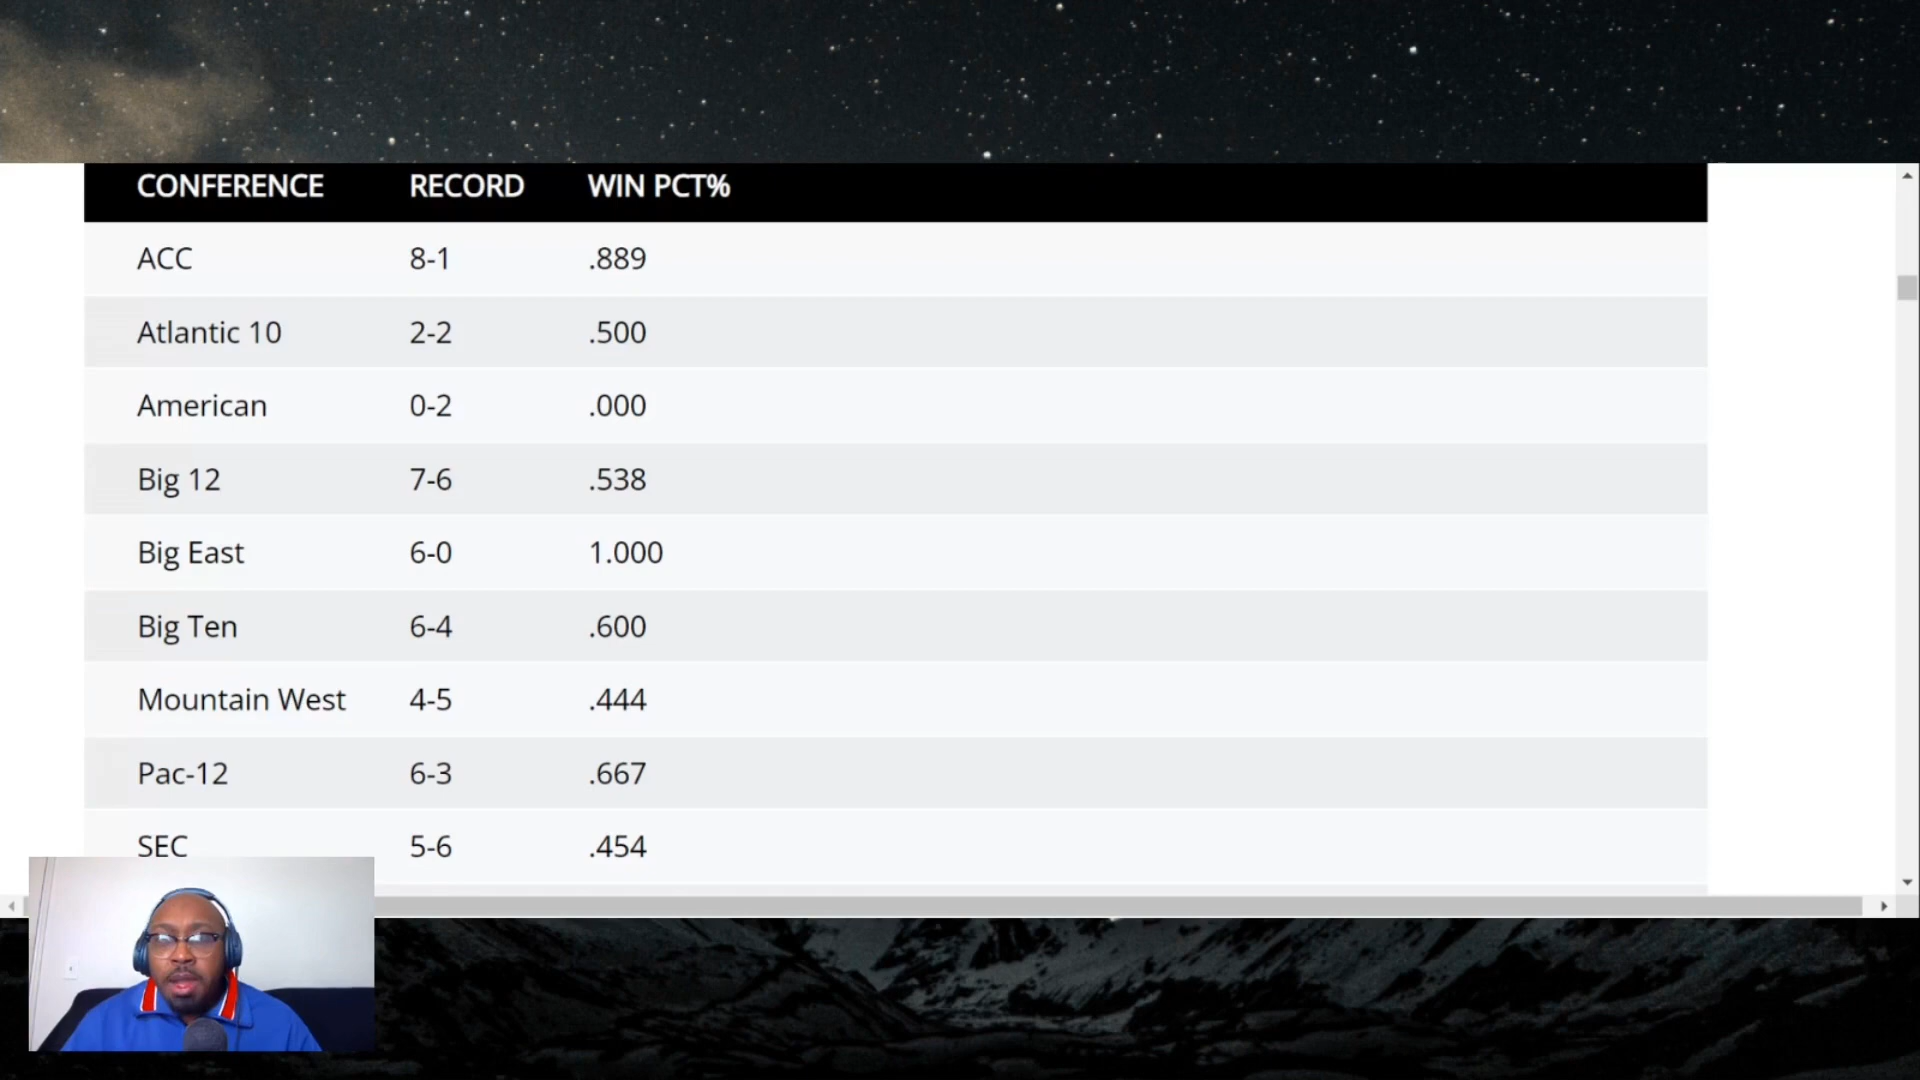 CONFERENCE RECORD WIN PCT%
ACC 8-1 .889
Atlantic 10 2-2 .500
American 0-2 .000
Big 12 7-6 .538
Big East 6-0 1.000
Big Ten 6-4 .600
Mountain West 4-5 .444
Pac-12 6-3 .667
SEC 5-6 .454